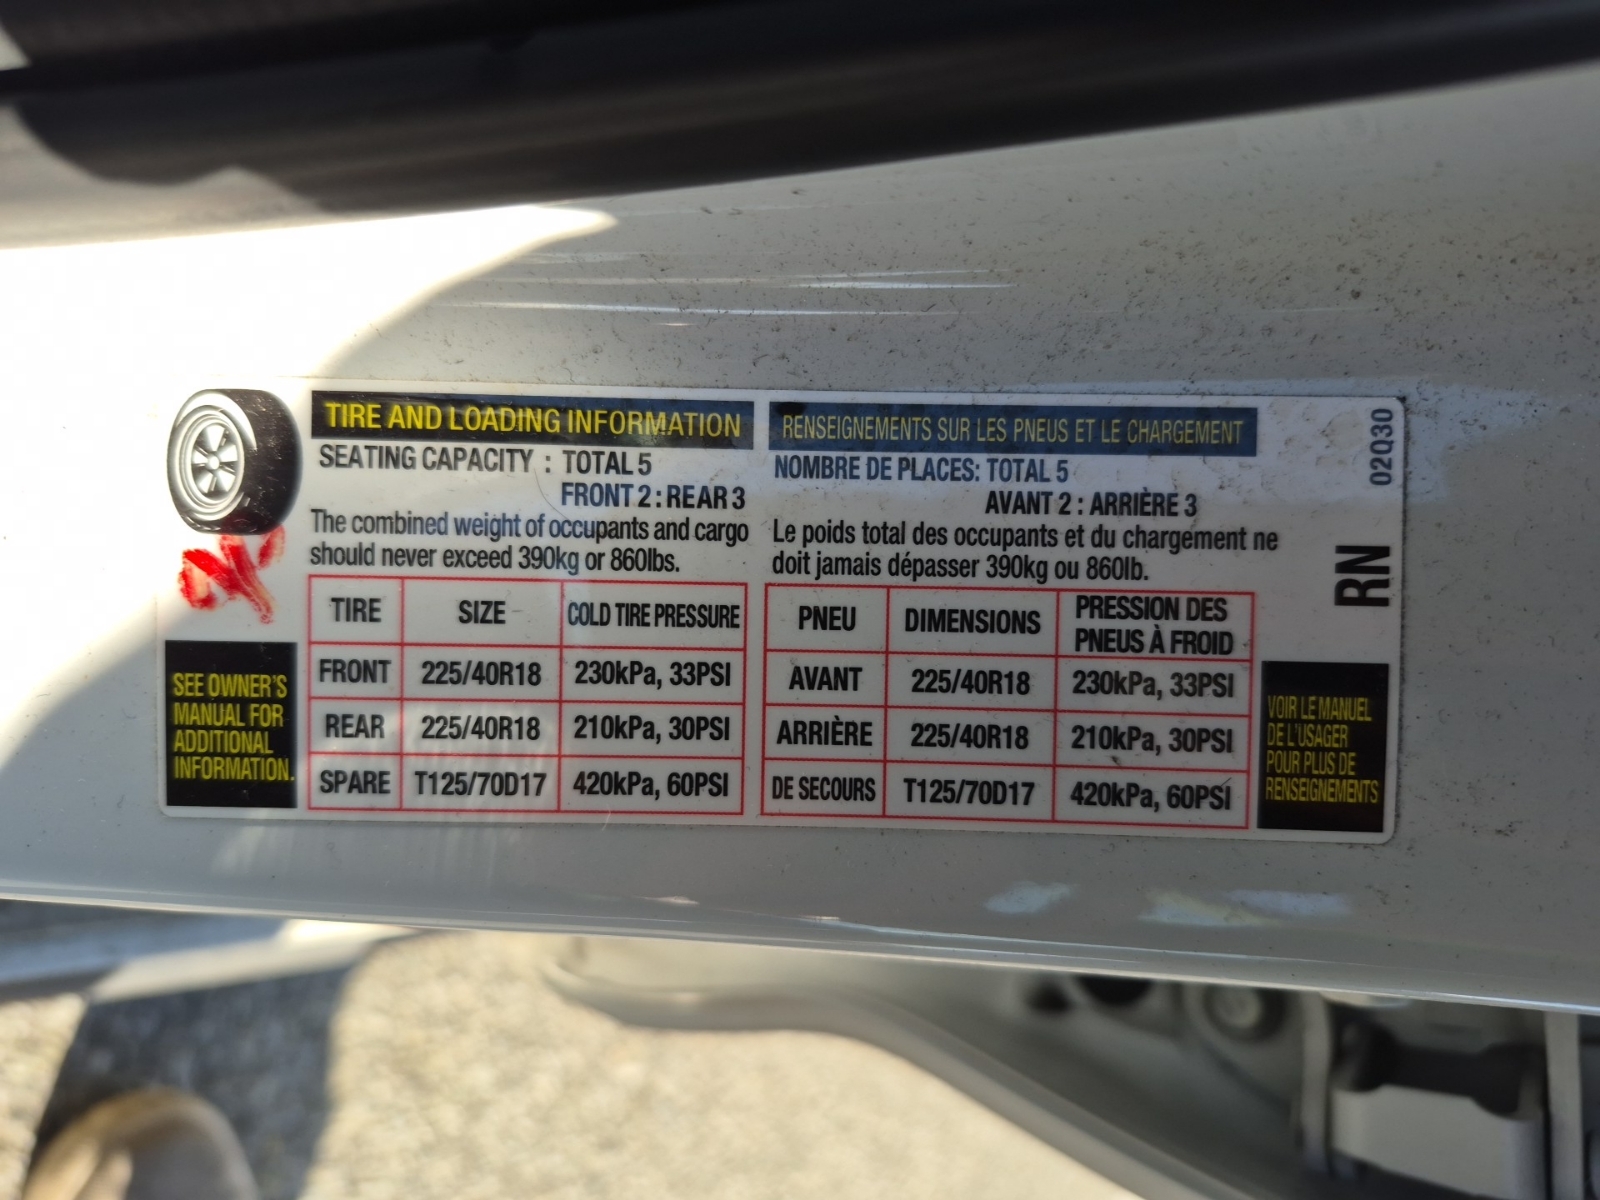 TIRE AND LOADING INFORMATION
SEATING CAPACITY : TOTAL 5
FRONT 2 : REAR 3
The combined weight of occupants and cargo
should never exceed 390kg or 860lbs.
TIRE SIZE COLD TIRE PRESSURE
FRONT 225/40R18 230kPa, 33PSI
REAR 225/40R18 210kPa, 30PSI
SPARE T125/70D17 420kPa, 60PSI
SEE OWNER'S
MANUAL FOR
ADDITIONAL
INFORMATION.
RENSEIGNEMENTS SUR LES PNEUS ET LE CHARGEMENT
NOMBRE DE PLACES: TOTAL 5
AVANT 2 : ARRIÈRE 3
Le poids total des occupants et du chargement ne
doit jamais dépasser 390kg ou 860lb.
PNEU DIMENSIONS PRESSION DES
PNEUS À FROID
AVANT 225/40R18 230kPa, 33PSI
ARRIÈRE 225/40R18 210kPa, 30PSI
DE SECOURS T125/70D17 420kPa, 60PSI
VOIR LE MANUEL
DE L'USAGER
POUR PLUS DE
RENSEIGNEMENTS
02Q30
RN